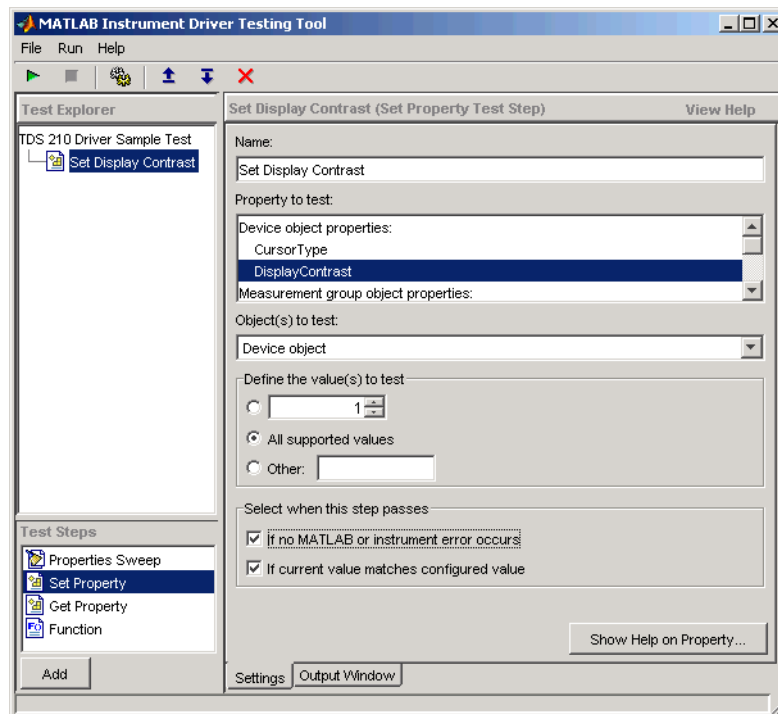 MATLAB Instrument Driver Testing Tool
File Run Help
Test Explorer
TDS 210 Driver Sample Test
Set Display Contrast
Test Steps
Properties Sweep
Set Property
Get Property
Function
Add
Set Display Contrast (Set Property Test Step) View Help
Name:
Set Display Contrast
Property to test:
Device object properties:
CursorType
DisplayContrast
Measurement group object properties:
Object(s) to test:
Device object
Define the value(s) to test
1
All supported values
Other:
Select when this step passes
If no MATLAB or instrument error occurs
If current value matches configured value
Show Help on Property...
Settings Output Window